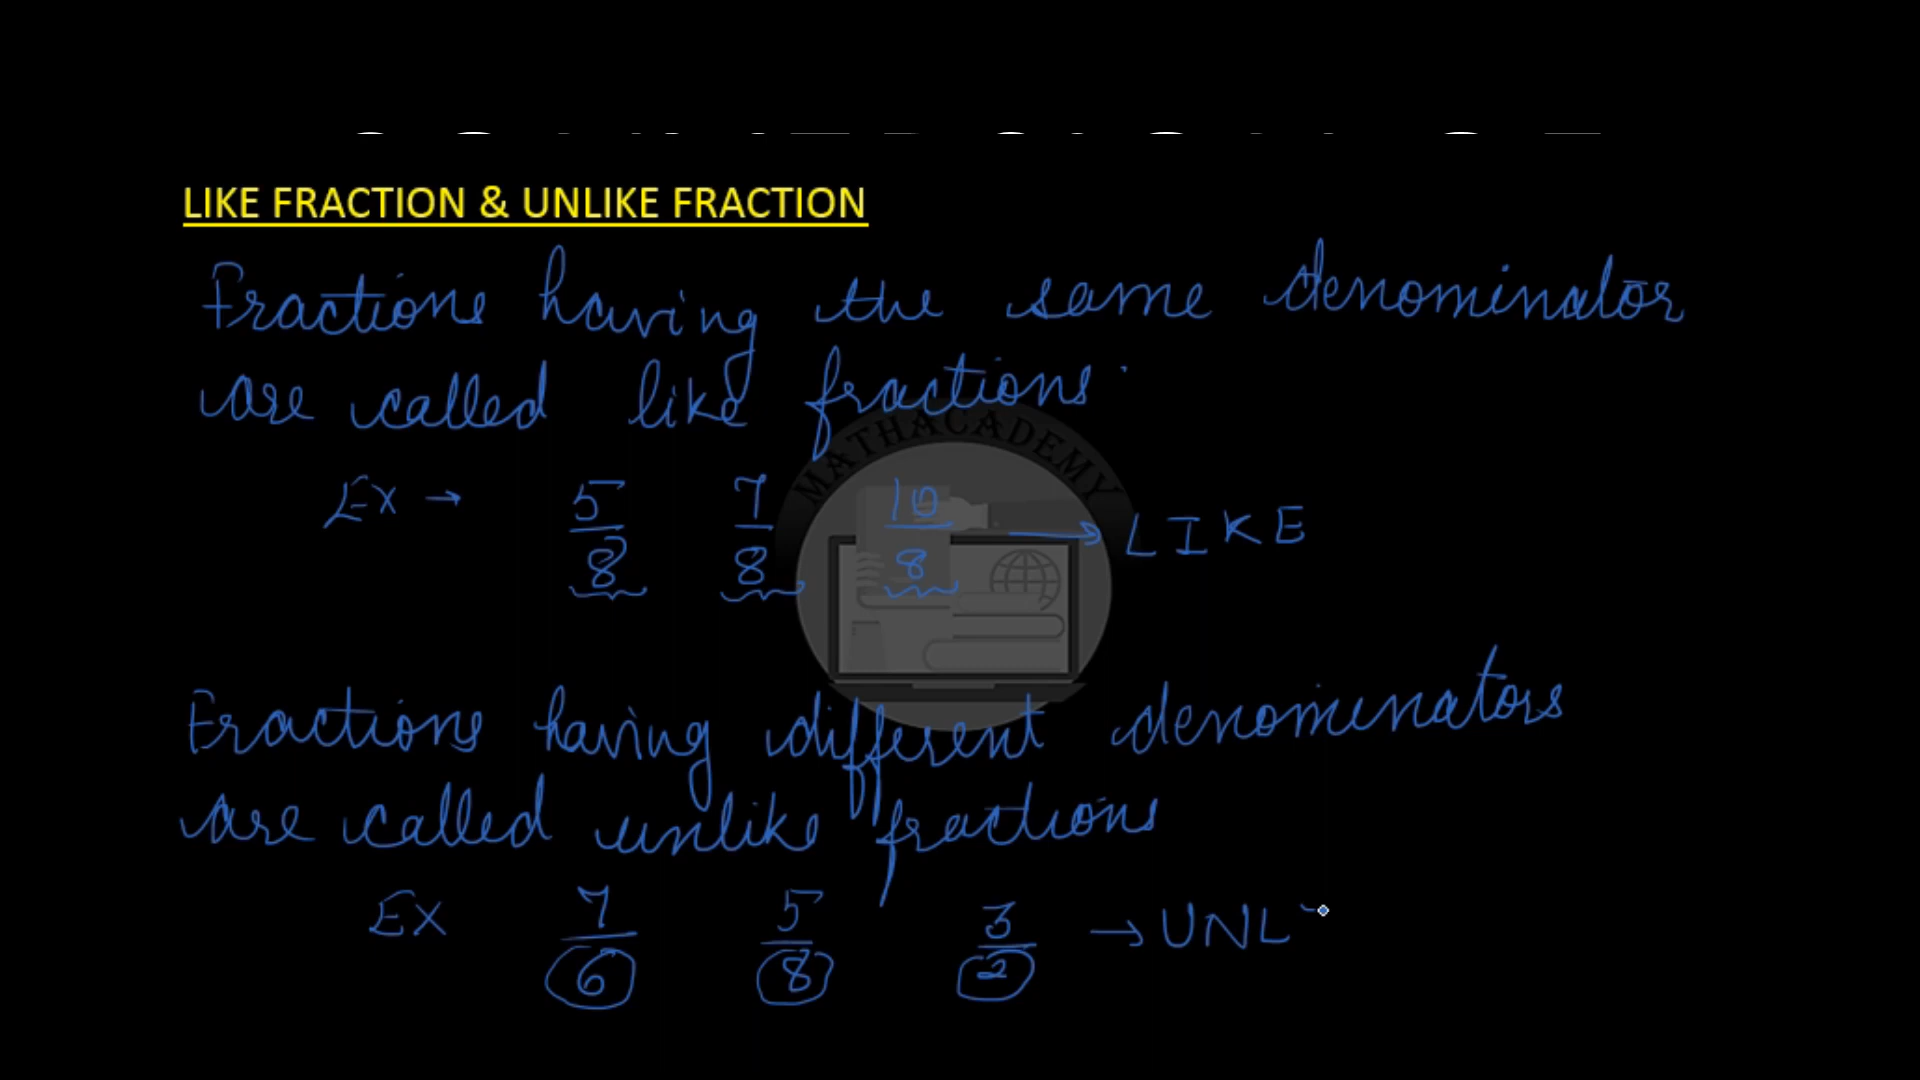 LIKE FRACTION & UNLIKE FRACTION
Fractions having the same denominator
are called like fractions.
MATHACADEMY
Ex → 5/8 7/8 10/8 → LIKE
Fractions having different denominators
are called unlike fractions
EX 7/6 5/8 3/2 → UNL